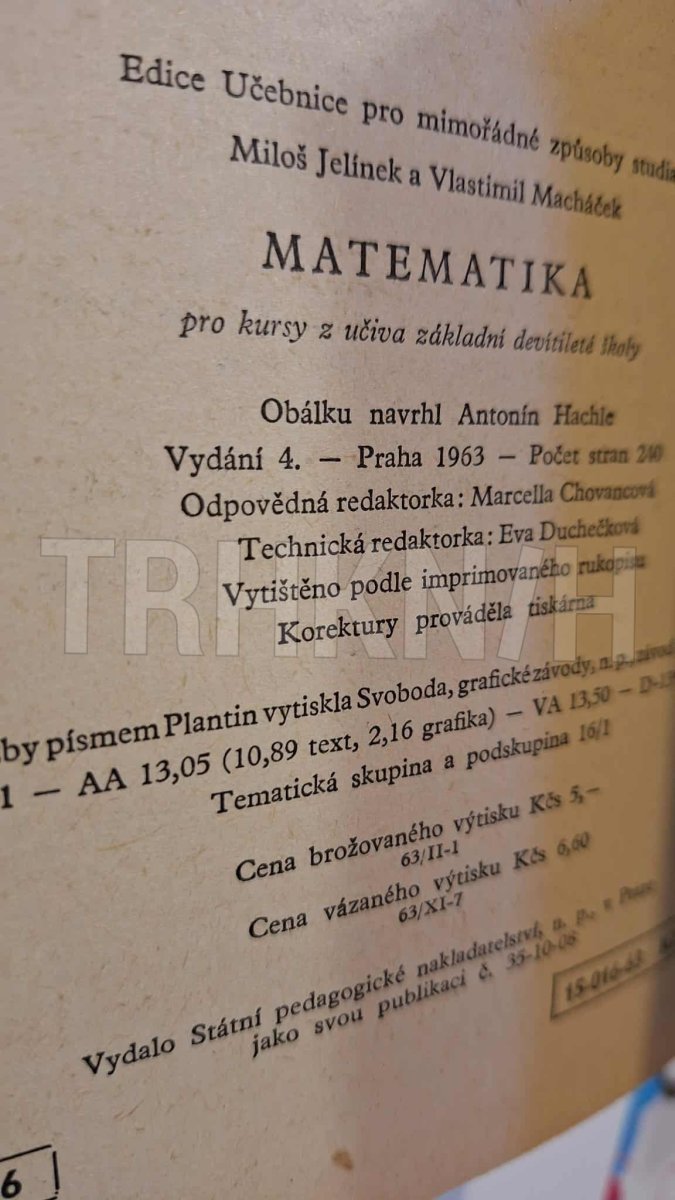 Edice Učebnice pro mimořádné způsoby studia
Miloš Jelínek a Vlastimil Macháček
MATEMATIKA
pro kursy z učiva základní devítileté školy
Obálku navrhl Antonín Hachle
Vydání 4. — Praha 1963 — Počet stran 240
Odpovědná redaktorka: Marcella Chovancová
Technická redaktorka: Eva Duchečková
Vytištěno podle imprimovaného rukopisu
Korektury prováděla tiskárna
TRHKNIH
by písmem Plantin vytiskla Svoboda, grafické závody, n. p., závod
1 — AA 13,05 (10,89 text, 2,16 grafika) — VA 13,50 —
Tematická skupina a podskupina 16/1
Cena brožovaného výtisku Kčs 5,—
63/II-1
Cena vázaného výtisku Kčs 6,60
63/XI-7
Vydalo Státní pedagogické nakladatelství, n. p., v Praze
jako svou publikaci č. 35-10-06
15-016-63
6